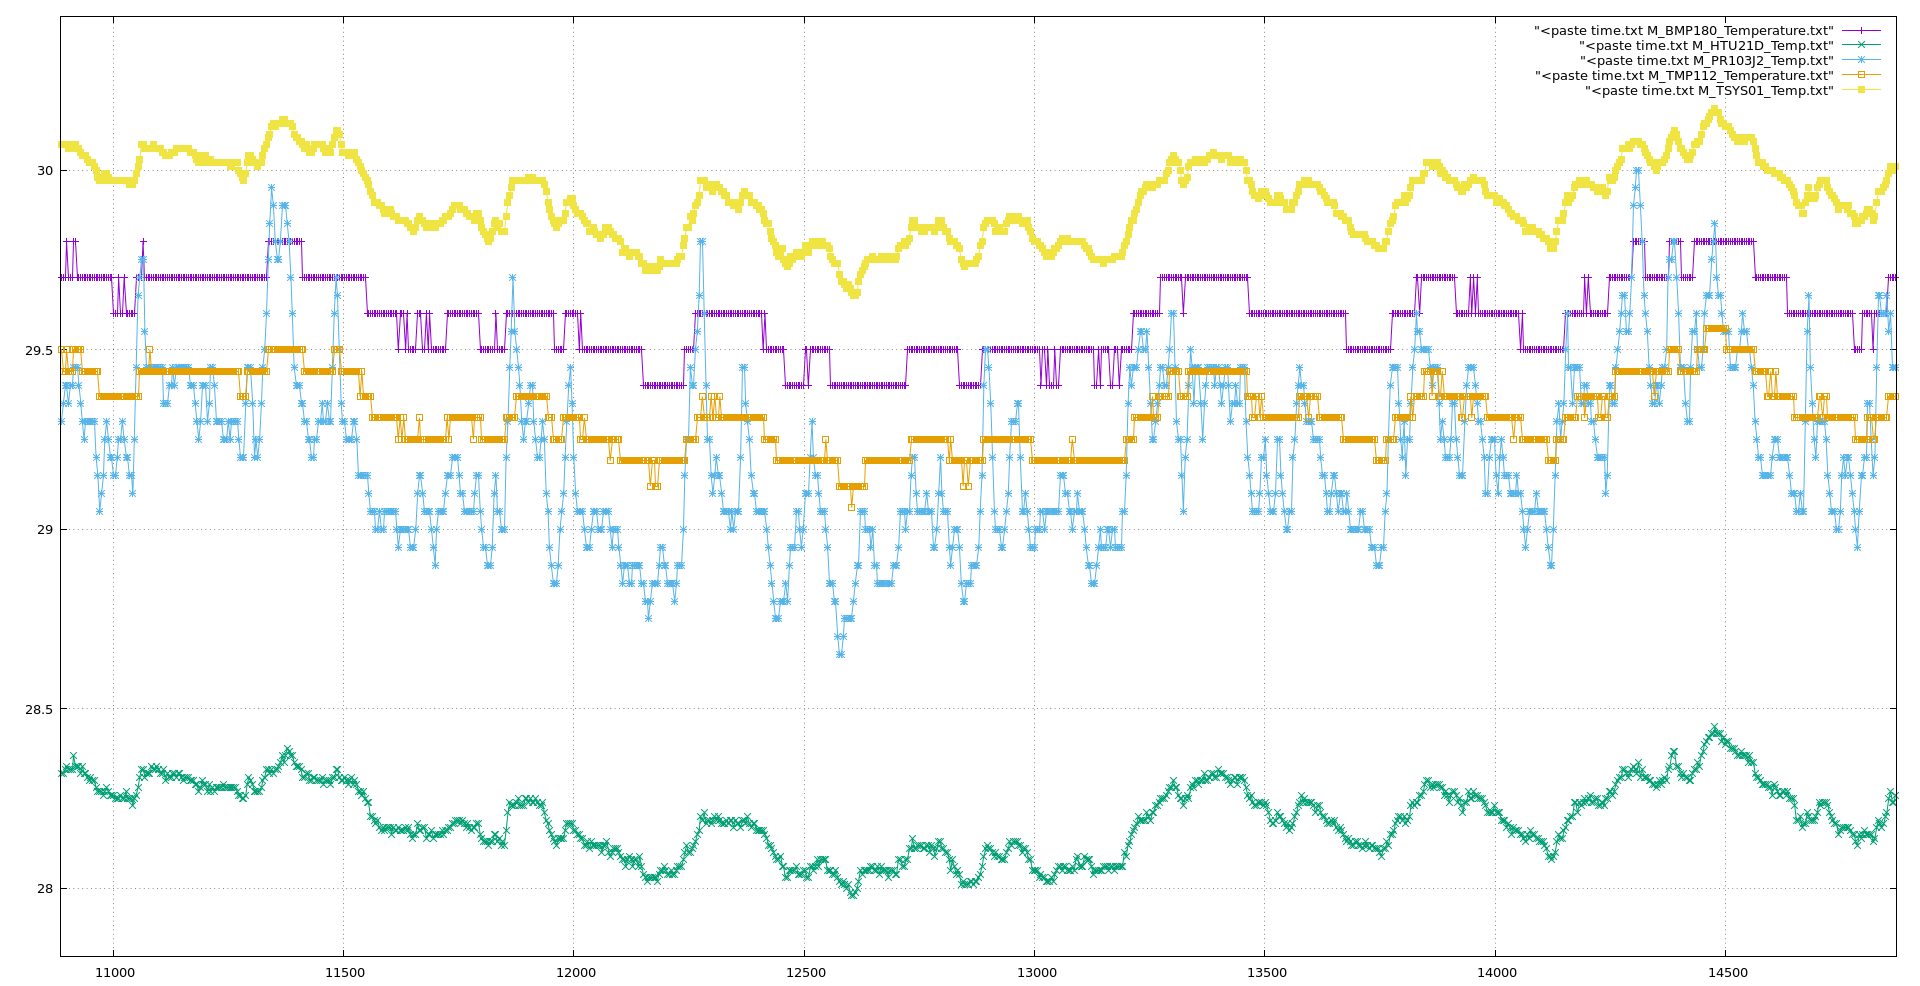 "<paste time.txt M_BMP180_Temperature.txt"
"<paste time.txt M_HTU21D_Temp.txt"
"<paste time.txt M_PR103J2_Temp.txt"
"<paste time.txt M_TMP112_Temperature.txt"
"<paste time.txt M_TSYS01_Temp.txt"
30
29.5
29
28.5
28
11000 11500 12000 12500 13000 13500 14000 14500